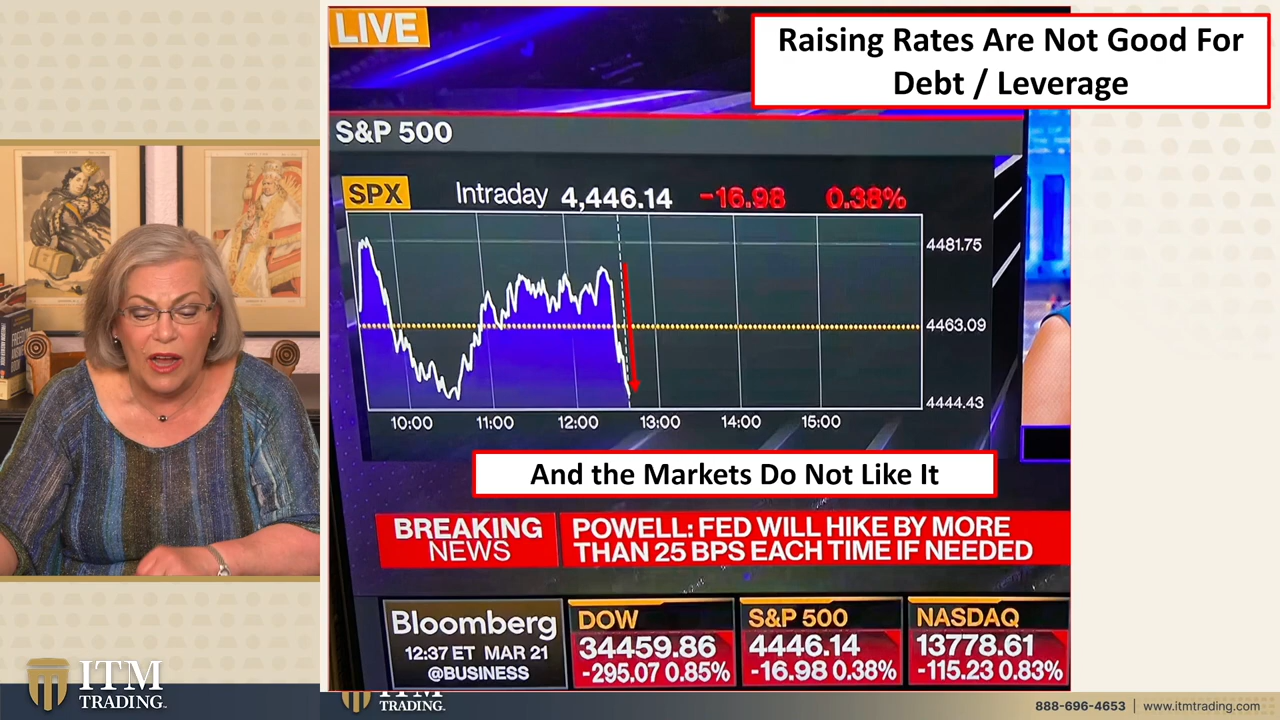 LIVE
Raising Rates Are Not Good For
Debt / Leverage
S&P 500
SPX Intraday 4,446.14 -16.98 0.38%
4481.75
4463.09
4444.43
10:00 11:00 12:00 13:00 14:00 15:00
And the Markets Do Not Like It
BREAKING
NEWS
POWELL: FED WILL HIKE BY MORE
THAN 25 BPS EACH TIME IF NEEDED
Bloomberg
12:37 ET MAR 21
@BUSINESS
DOW
34459.86
-295.07 0.85%
S&P 500
4446.14
-16.98 0.38%
NASDAQ
13778.61
-115.23 0.83%
ITM
TRADING
TRADING.
888-696-4653 | www.itmtrading.com